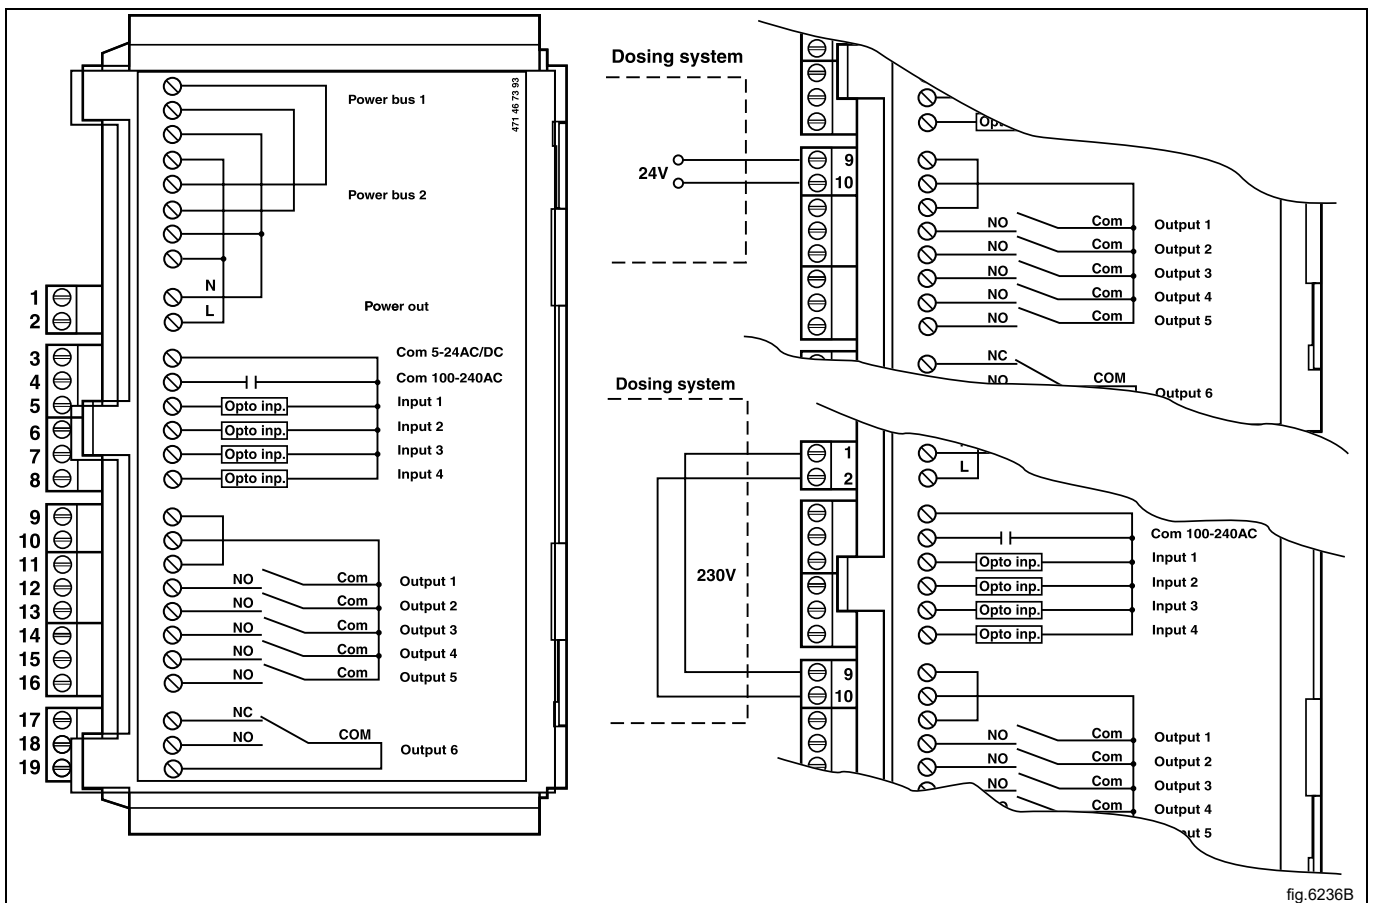 471 46 73 93
Power bus 1
Power bus 2
N
L
Power out
1
2
3
4
5
6
7
8
9
10
11
12
13
14
15
16
17
18
19
Com 5-24AC/DC
Com 100-240AC
Opto inp. Input 1
Opto inp. Input 2
Opto inp. Input 3
Opto inp. Input 4
NO Com Output 1
NO Com Output 2
NO Com Output 3
NO Com Output 4
NO Com Output 5
NC
NO COM Output 6
Dosing system
24V
9
10
NO Com Output 1
NO Com Output 2
NO Com Output 3
NO Com Output 4
NO Com Output 5
NC
NO COM Output 6
Dosing system
230V
1
2
L
Com 100-240AC
Opto inp. Input 1
Opto inp. Input 2
Opto inp. Input 3
Opto inp. Input 4
9
10
NO Com Output 1
NO Com Output 2
NO Com Output 3
Com Output 4
fig.6236B